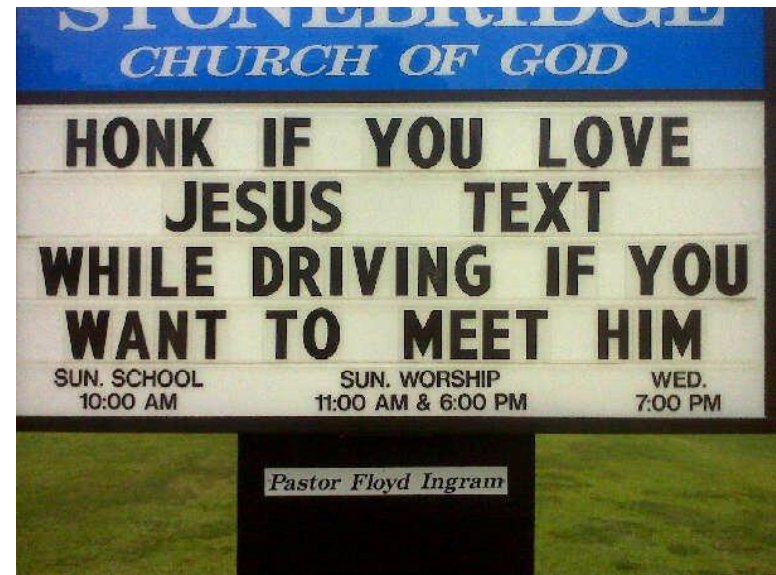 STONEBRIDGE
CHURCH OF GOD
HONK IF YOU LOVE
JESUS TEXT
WHILE DRIVING IF YOU
WANT TO MEET HIM
SUN. SCHOOL SUN. WORSHIP WED.
10:00 AM 11:00 AM & 6:00 PM 7:00 PM
Pastor Floyd Ingram